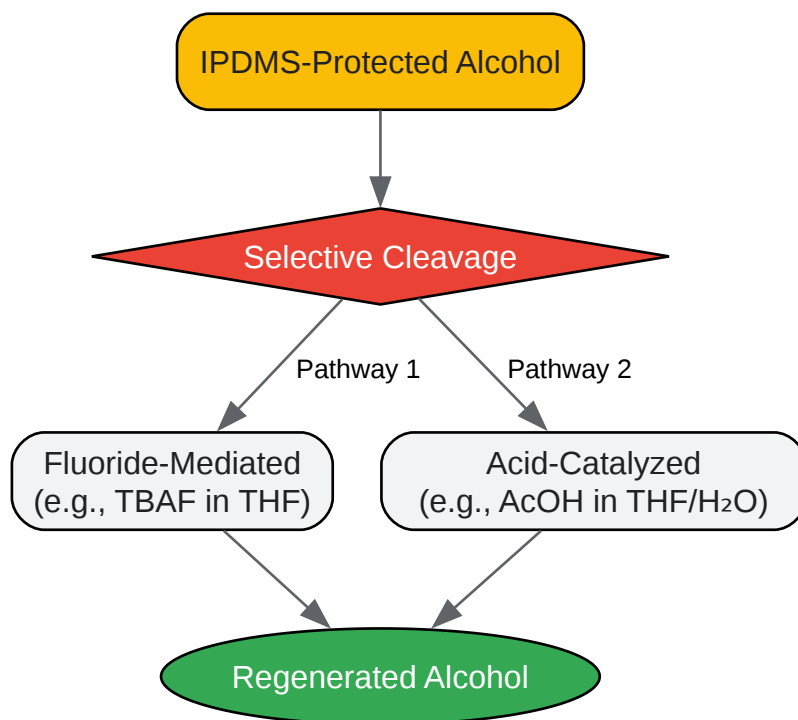 IPDMS-Protected Alcohol
Selective Cleavage
Pathway 1
Pathway 2
Fluoride-Mediated
(e.g., TBAF in THF)
Acid-Catalyzed
(e.g., AcOH in THF/H₂O)
Regenerated Alcohol